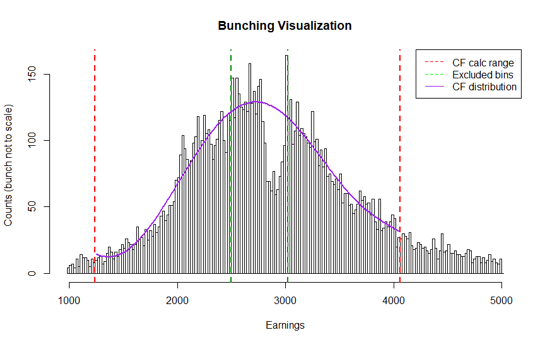 Bunching Visualization
CF calc range
Excluded bins
CF distribution
Counts (bunch not to scale)
150
100
50
0
1000 2000 3000 4000 5000
Earnings